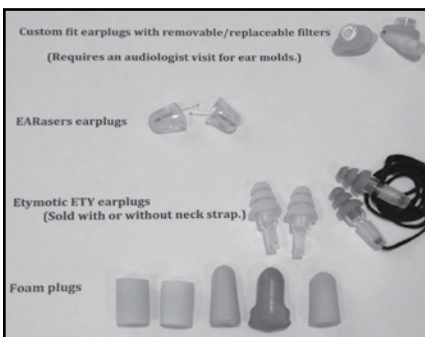 Custom fit earplugs with removable/replaceable filters
(Requires an audiologist visit for ear molds.)
EARasers earplugs
Etymotic ETY earplugs
(Sold with or without neck strap.)
Foam plugs